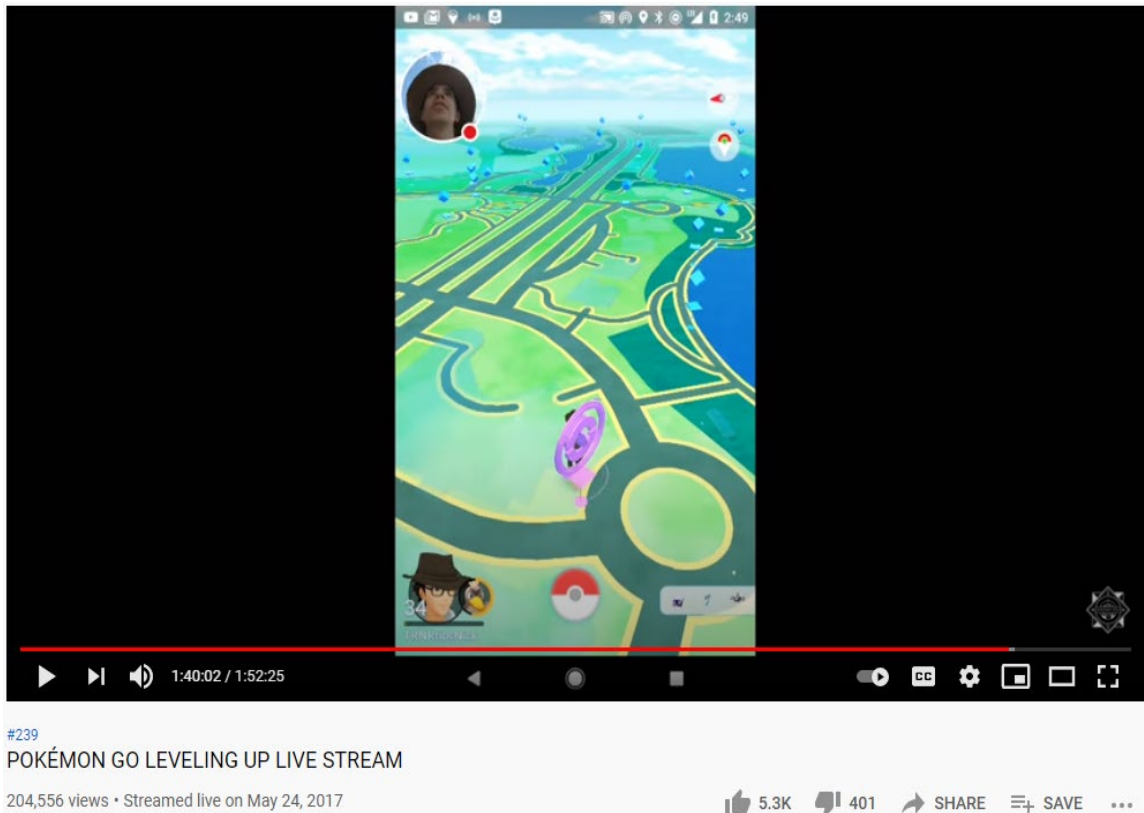 2:49
34
1:40:02 / 1:52:25
CC
#239
POKÉMON GO LEVELING UP LIVE STREAM
204,556 views • Streamed live on May 24, 2017
5.3K 401 SHARE SAVE